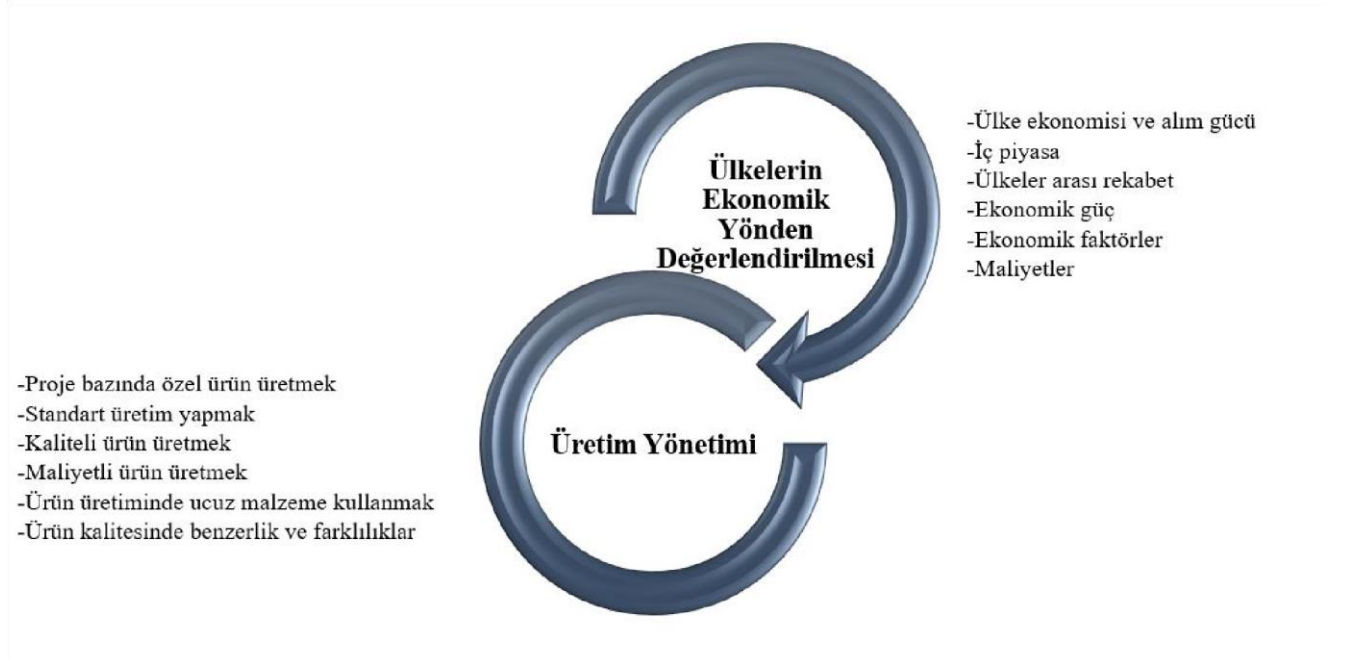 Ülkelerin
Ekonomik
Yönden
Değerlendirilmesi
-Ülke ekonomisi ve alım gücü
-İç piyasa
-Ülkeler arası rekabet
-Ekonomik güç
-Ekonomik faktörler
-Maliyetler
Üretim Yönetimi
-Proje bazında özel ürün üretmek
-Standart üretim yapmak
-Kaliteli ürün üretmek
-Maliyetli ürün üretmek
-Ürün üretiminde ucuz malzeme kullanmak
-Ürün kalitesinde benzerlik ve farklılıklar